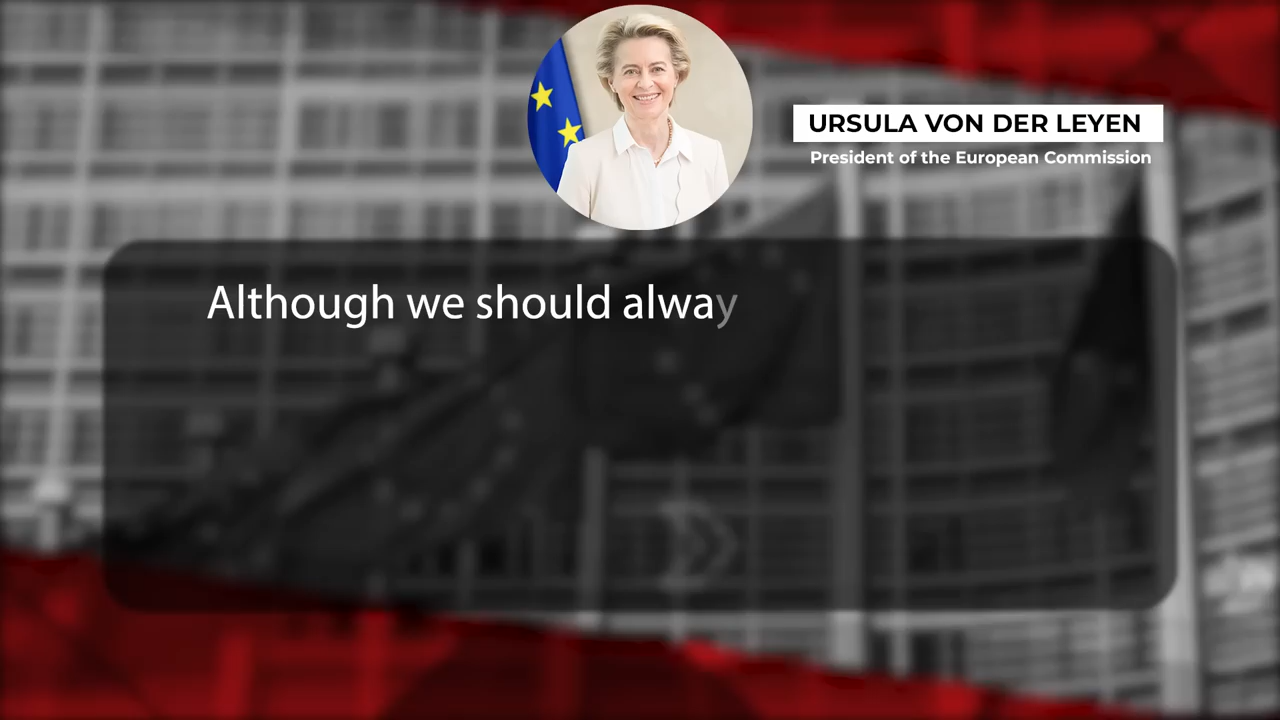 URSULA VON DER LEYEN
President of the European Commission
Although we should alway